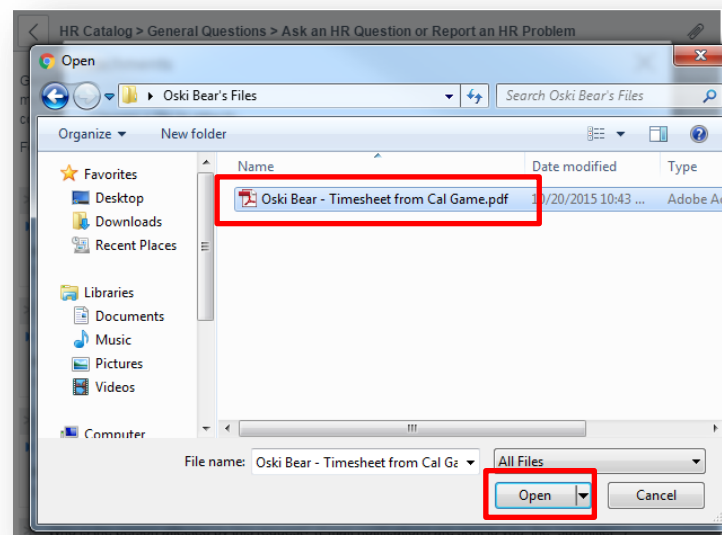 HR Catalog > General Questions > Ask an HR Question or Report an HR Problem
Open
Oski Bear's Files
Search Oski Bear's Files
Organize
New folder
Name
Date modified
Type
Favorites
Desktop
Downloads
Recent Places
Libraries
Documents
Music
Pictures
Videos
Computer
Oski Bear - Timesheet from Cal Game.pdf
10/20/2015 10:43 ...
Adobe A
File name:
Oski Bear - Timesheet from Cal Ga
All Files
Open
Cancel